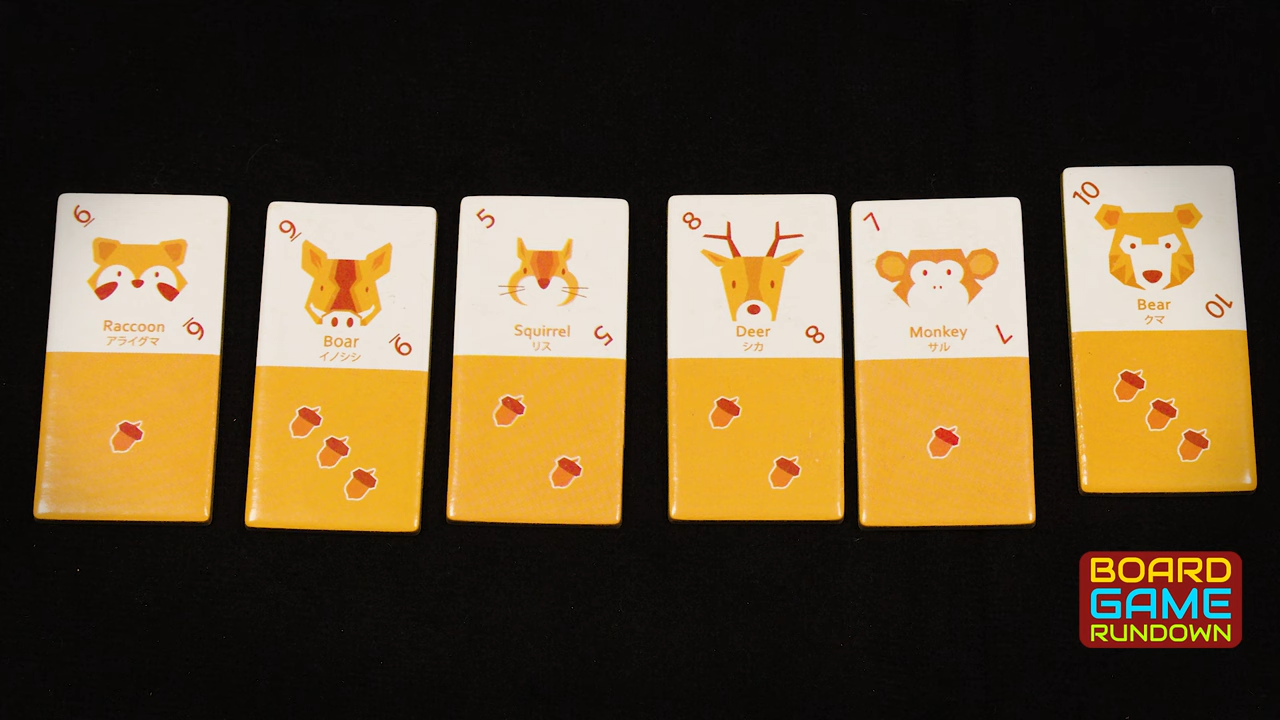 6
Raccoon
アライグマ
6
9
Boar
イノシシ
9
5
Squirrel
リス
5
8
Deer
シカ
8
7
Monkey
サル
7
10
Bear
クマ
10
BOARD
GAME
RUNDOWN